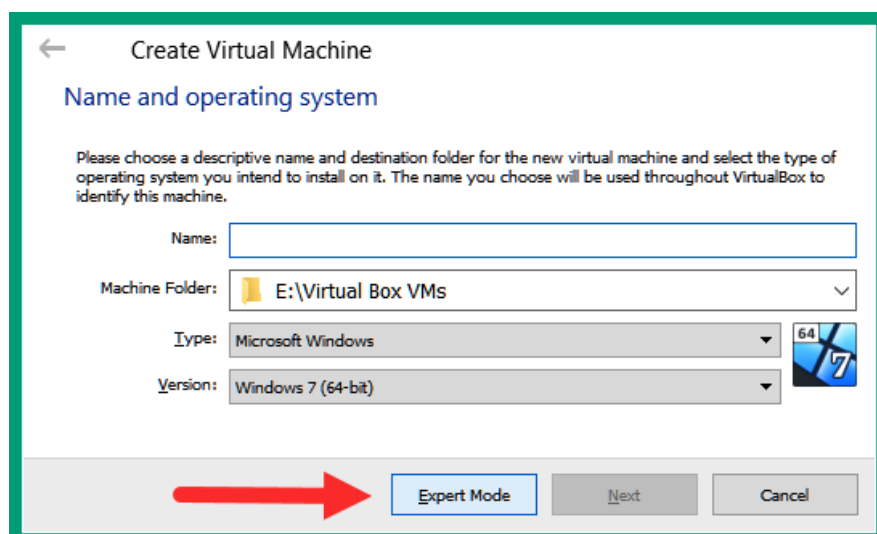 Create Virtual Machine
Name and operating system
Please choose a descriptive name and destination folder for the new virtual machine and select the type of
operating system you intend to install on it. The name you choose will be used throughout VirtualBox to
identify this machine.
Name:
Machine Folder: E:\Virtual Box VMs
Type: Microsoft Windows 64
Version: Windows 7 (64-bit) 7
Expert Mode Next Cancel